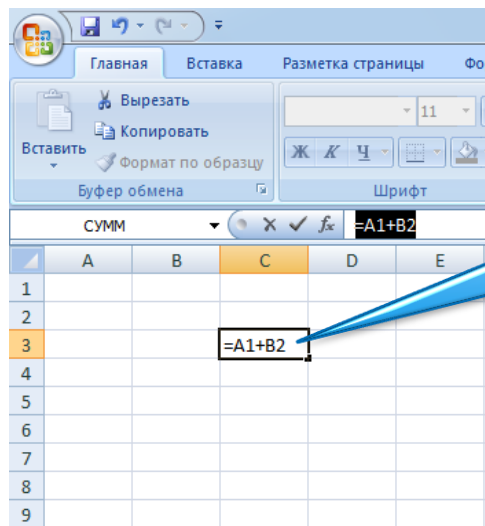 Главная Вставка Разметка страницы Фо
Вырезать
Копировать
Формат по образцу
Вставить
11
Ж К Ч
Буфер обмена Шрифт
СУММ fx =A1+B2
A B C D E
1
2
3 =A1+B2
4
5
6
7
8
9